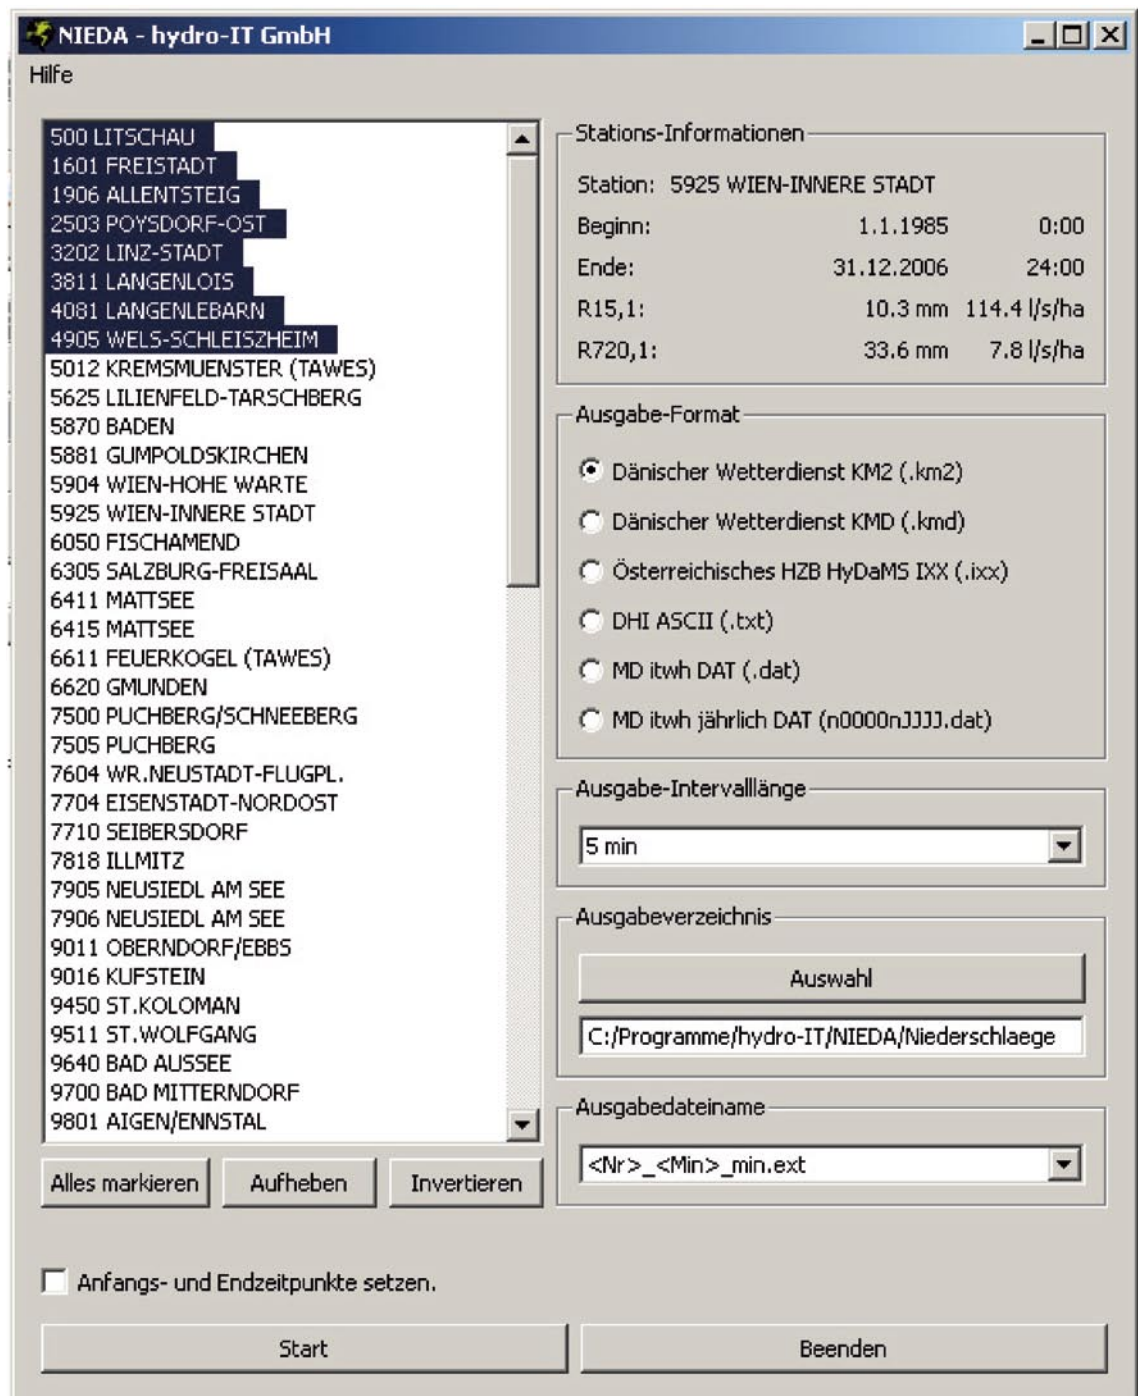 NIEDA - hydro-IT GmbH
Hilfe
500 LITSCHAU
1601 FREISTADT
1906 ALLENTSTEIG
2503 POYSDORF-OST
3202 LINZ-STADT
3811 LANGENLOIS
4081 LANGENLEBARN
4905 WELS-SCHLEISZHEIM
5012 KREMSMUENSTER (TAWES)
5625 LILIENFELD-TARSCHBERG
5870 BADEN
5881 GUMPOLDSKIRCHEN
5904 WIEN-HOHE WARTE
5925 WIEN-INNERE STADT
6050 FISCHAMEND
6305 SALZBURG-FREISAAL
6411 MATTSEE
6415 MATTSEE
6611 FEUERKOGEL (TAWES)
6620 GMUNDEN
7500 PUCHBERG/SCHNEEBERG
7505 PUCHBERG
7604 WR.NEUSTADT-FLUGPL.
7704 EISENSTADT-NORDOST
7710 SEIBERSDORF
7818 ILLMITZ
7905 NEUSIEDL AM SEE
7906 NEUSIEDL AM SEE
9011 OBERNDORF/EBBS
9016 KUFSTEIN
9450 ST.KOLOMAN
9511 ST.WOLFGANG
9640 BAD AUSSEE
9700 BAD MITTERNDORF
9801 AIGEN/ENNSTAL
Alles markieren Aufheben Invertieren
Stations-Informationen
Station: 5925 WIEN-INNERE STADT
Beginn: 1.1.1985 0:00
Ende: 31.12.2006 24:00
R15,1: 10.3 mm 114.4 l/s/ha
R720,1: 33.6 mm 7.8 l/s/ha
Ausgabe-Format
Dänischer Wetterdienst KM2 (.km2)
Dänischer Wetterdienst KMD (.kmd)
Österreichisches HZB HyDaMS IXX (.ixx)
DHI ASCII (.txt)
MD itwh DAT (.dat)
MD itwh jährlich DAT (n0000nJJJJ.dat)
Ausgabe-Intervalllänge
5 min
Ausgabeverzeichnis
Auswahl
C:/Programme/hydro-IT/NIEDA/Niederschlaege
Ausgabedateiname
<Nr>_<Min>_min.ext
Anfangs- und Endzeitpunkte setzen.
Start Beenden